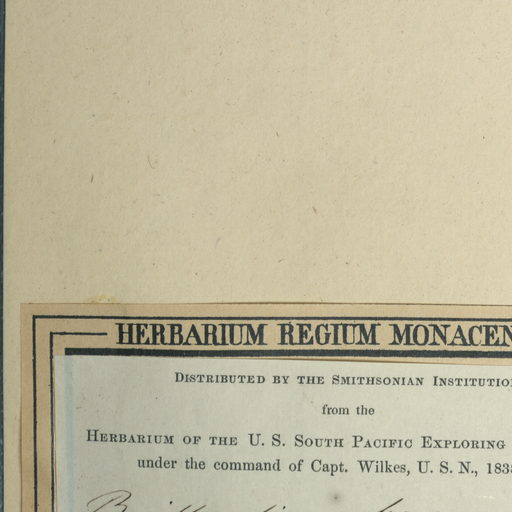 HERBARIUM REGIUM MONACEN
DISTRIBUTED BY THE SMITHSONIAN INSTITUTIO
from the
HERBARIUM OF THE U. S. SOUTH PACIFIC EXPLORING
under the command of Capt. Wilkes, U. S. N., 183